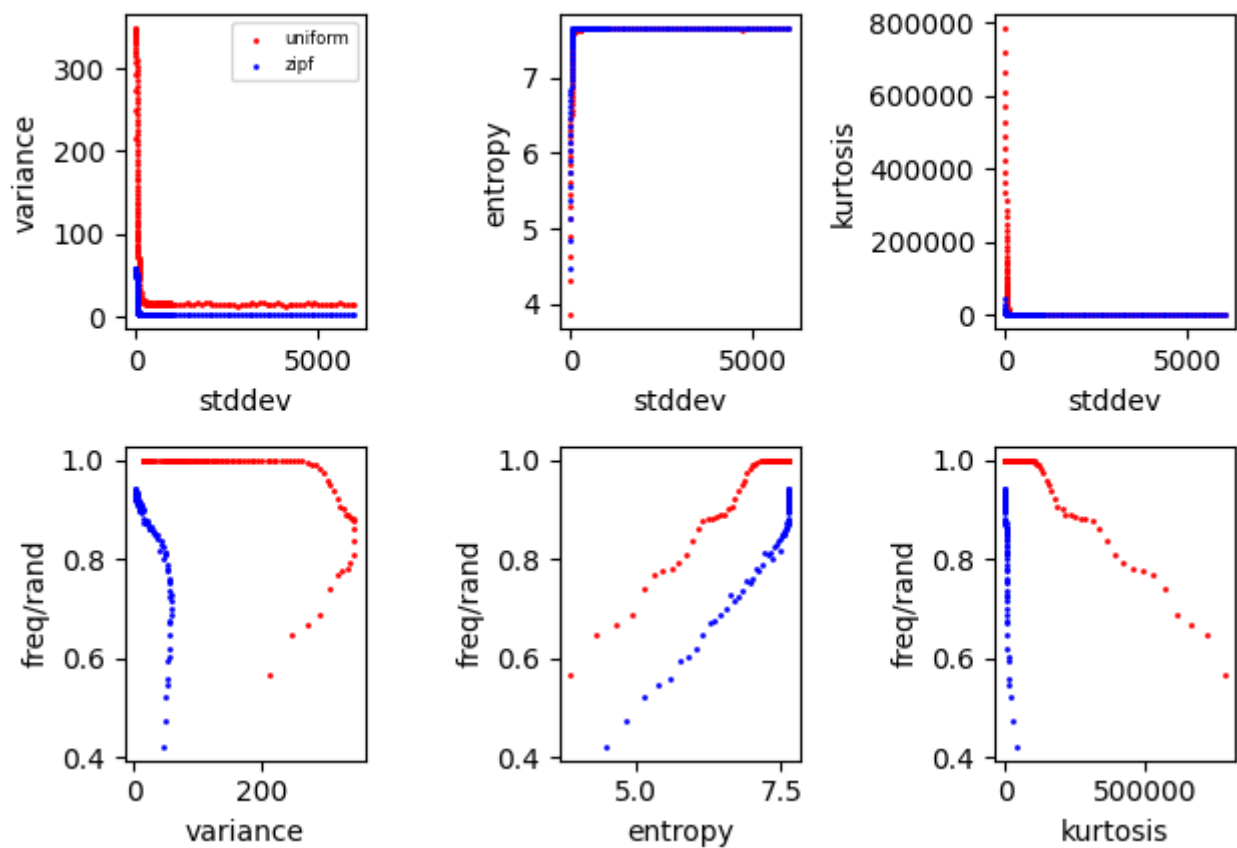 variance
300
200
100
0
0
5000
stddev
uniform
zipf
entropy
7
6
5
4
0
5000
stddev
kurtosis
800000
600000
400000
200000
0
0
5000
stddev
freq/rand
1.0
0.8
0.6
0.4
0
200
variance
freq/rand
1.0
0.8
0.6
0.4
5.0
7.5
entropy
freq/rand
1.0
0.8
0.6
0.4
0
500000
kurtosis